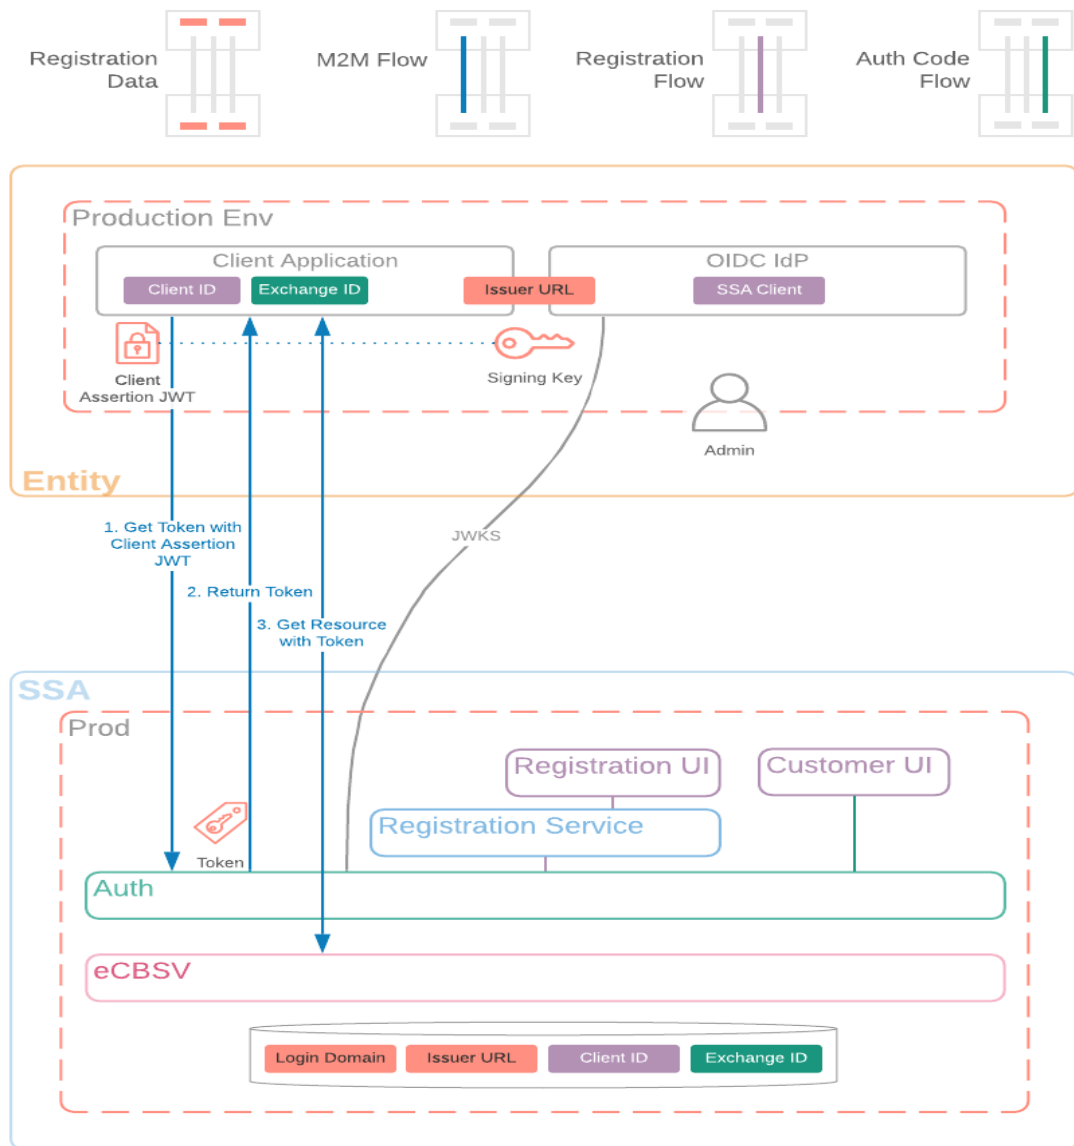 Registration
Data
M2M Flow
Registration
Flow
Auth Code
Flow
Production Env
Client Application
Client ID
Exchange ID
Issuer URL
OIDC IdP
SSA Client
Client
Assertion JWT
Signing Key
Admin
Entity
1. Get Token with
Client Assertion
JWT
JWKS
2. Return Token
3. Get Resource
with Token
SSA
Prod
Registration UI
Customer UI
Registration Service
Token
Auth
eCBSV
Login Domain
Issuer URL
Client ID
Exchange ID